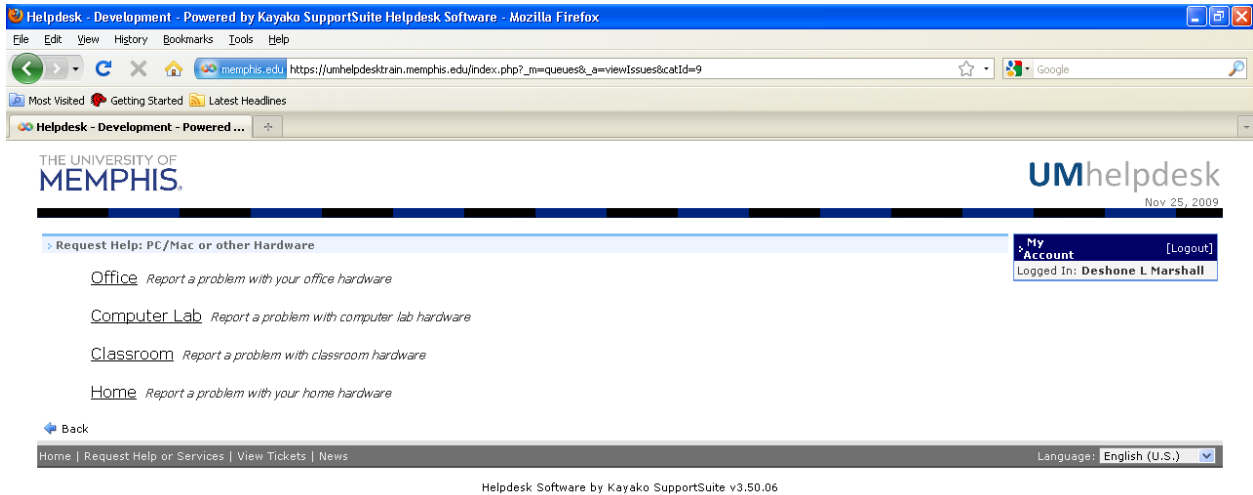 Helpdesk - Development - Powered by Kayako SupportSuite Helpdesk Software - Mozilla Firefox
File Edit View History Bookmarks Tools Help
memphis.edu https://umhelpdesktrain.memphis.edu/index.php?_m=queues&_a=viewIssues&catId=9 Google
Most Visited Getting Started Latest Headlines
Helpdesk - Development - Powered ...
THE UNIVERSITY OF
MEMPHIS.
UMhelpdesk
Nov 25, 2009
Request Help: PC/Mac or other Hardware
My Account [Logout]
Logged In: Deshone L Marshall
Office Report a problem with your office hardware
Computer Lab Report a problem with computer lab hardware
Classroom Report a problem with classroom hardware
Home Report a problem with your home hardware
Back
Home | Request Help or Services | View Tickets | News Language: English (U.S.)
Helpdesk Software by Kayako SupportSuite v3.50.06